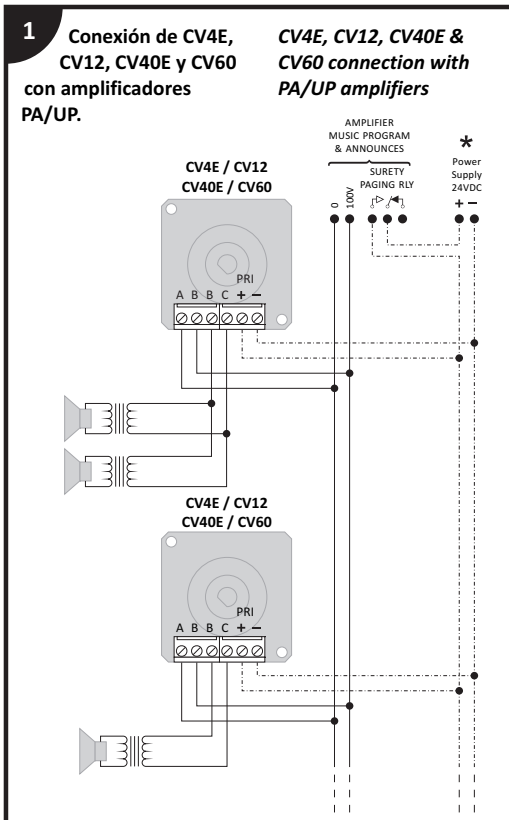 1
Conexión de CV4E,
CV12, CV40E y CV60
con amplificadores
PA/UP.
CV4E, CV12, CV40E &
CV60 connection with
PA/UP amplifiers
AMPLIFIER
MUSIC PROGRAM
& ANNOUNCES
SURETY
PAGING RLY
0
100V
*
Power
Supply
24VDC
+ −
CV4E / CV12
CV40E / CV60
PRI
A B B C + −
CV4E / CV12
CV40E / CV60
PRI
A B B C + −